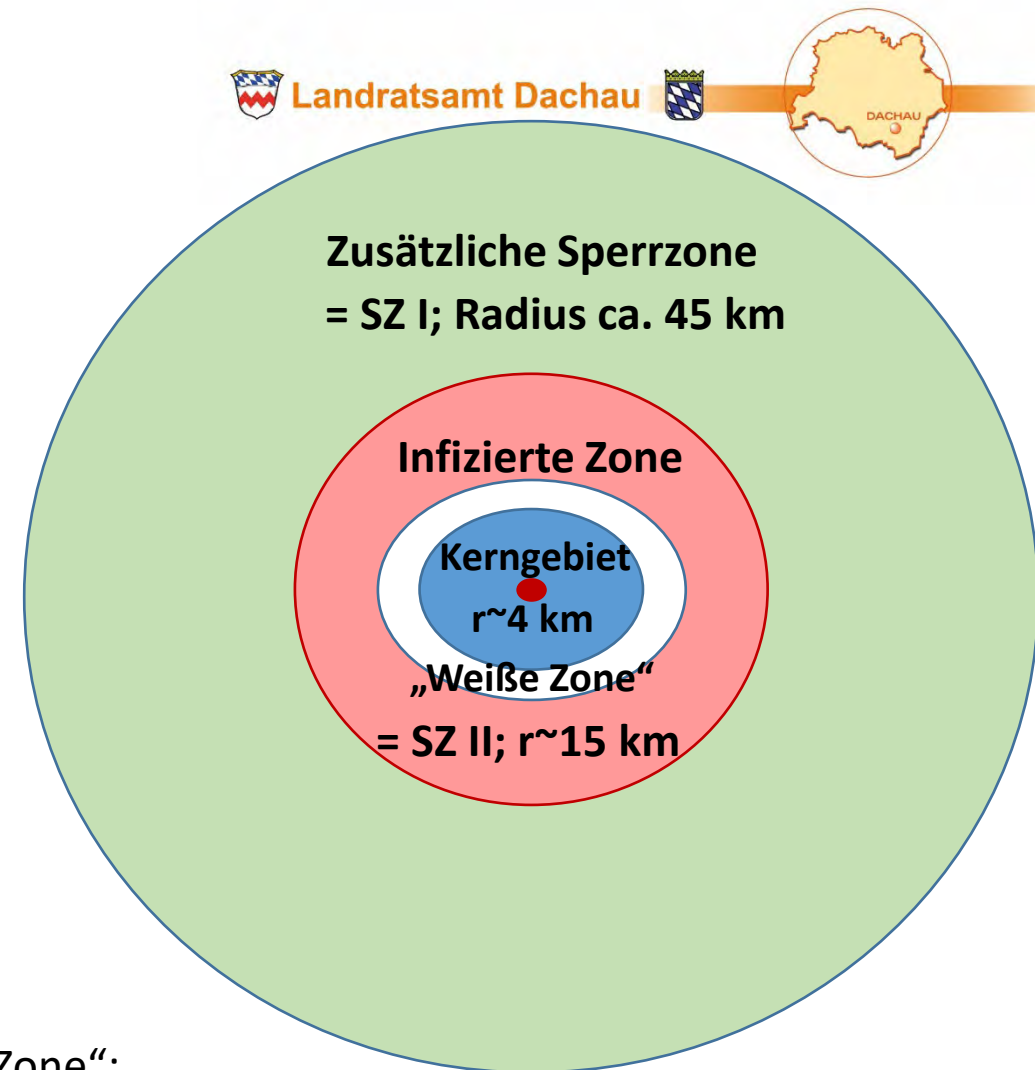 Landratsamt Dachau
DACHAU
Zusätzliche Sperrzone
= SZ I; Radius ca. 45 km
Infizierte Zone
Kerngebiet
r~4 km
„Weiße Zone“
= SZ II; r~15 km
Zone“: